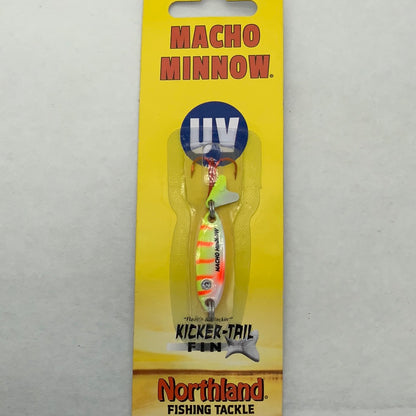 MACHO
MINNOW®
UV
MACHO MINNOW
KICKER-TAIL
FIN
Northland®
FISHING TACKLE